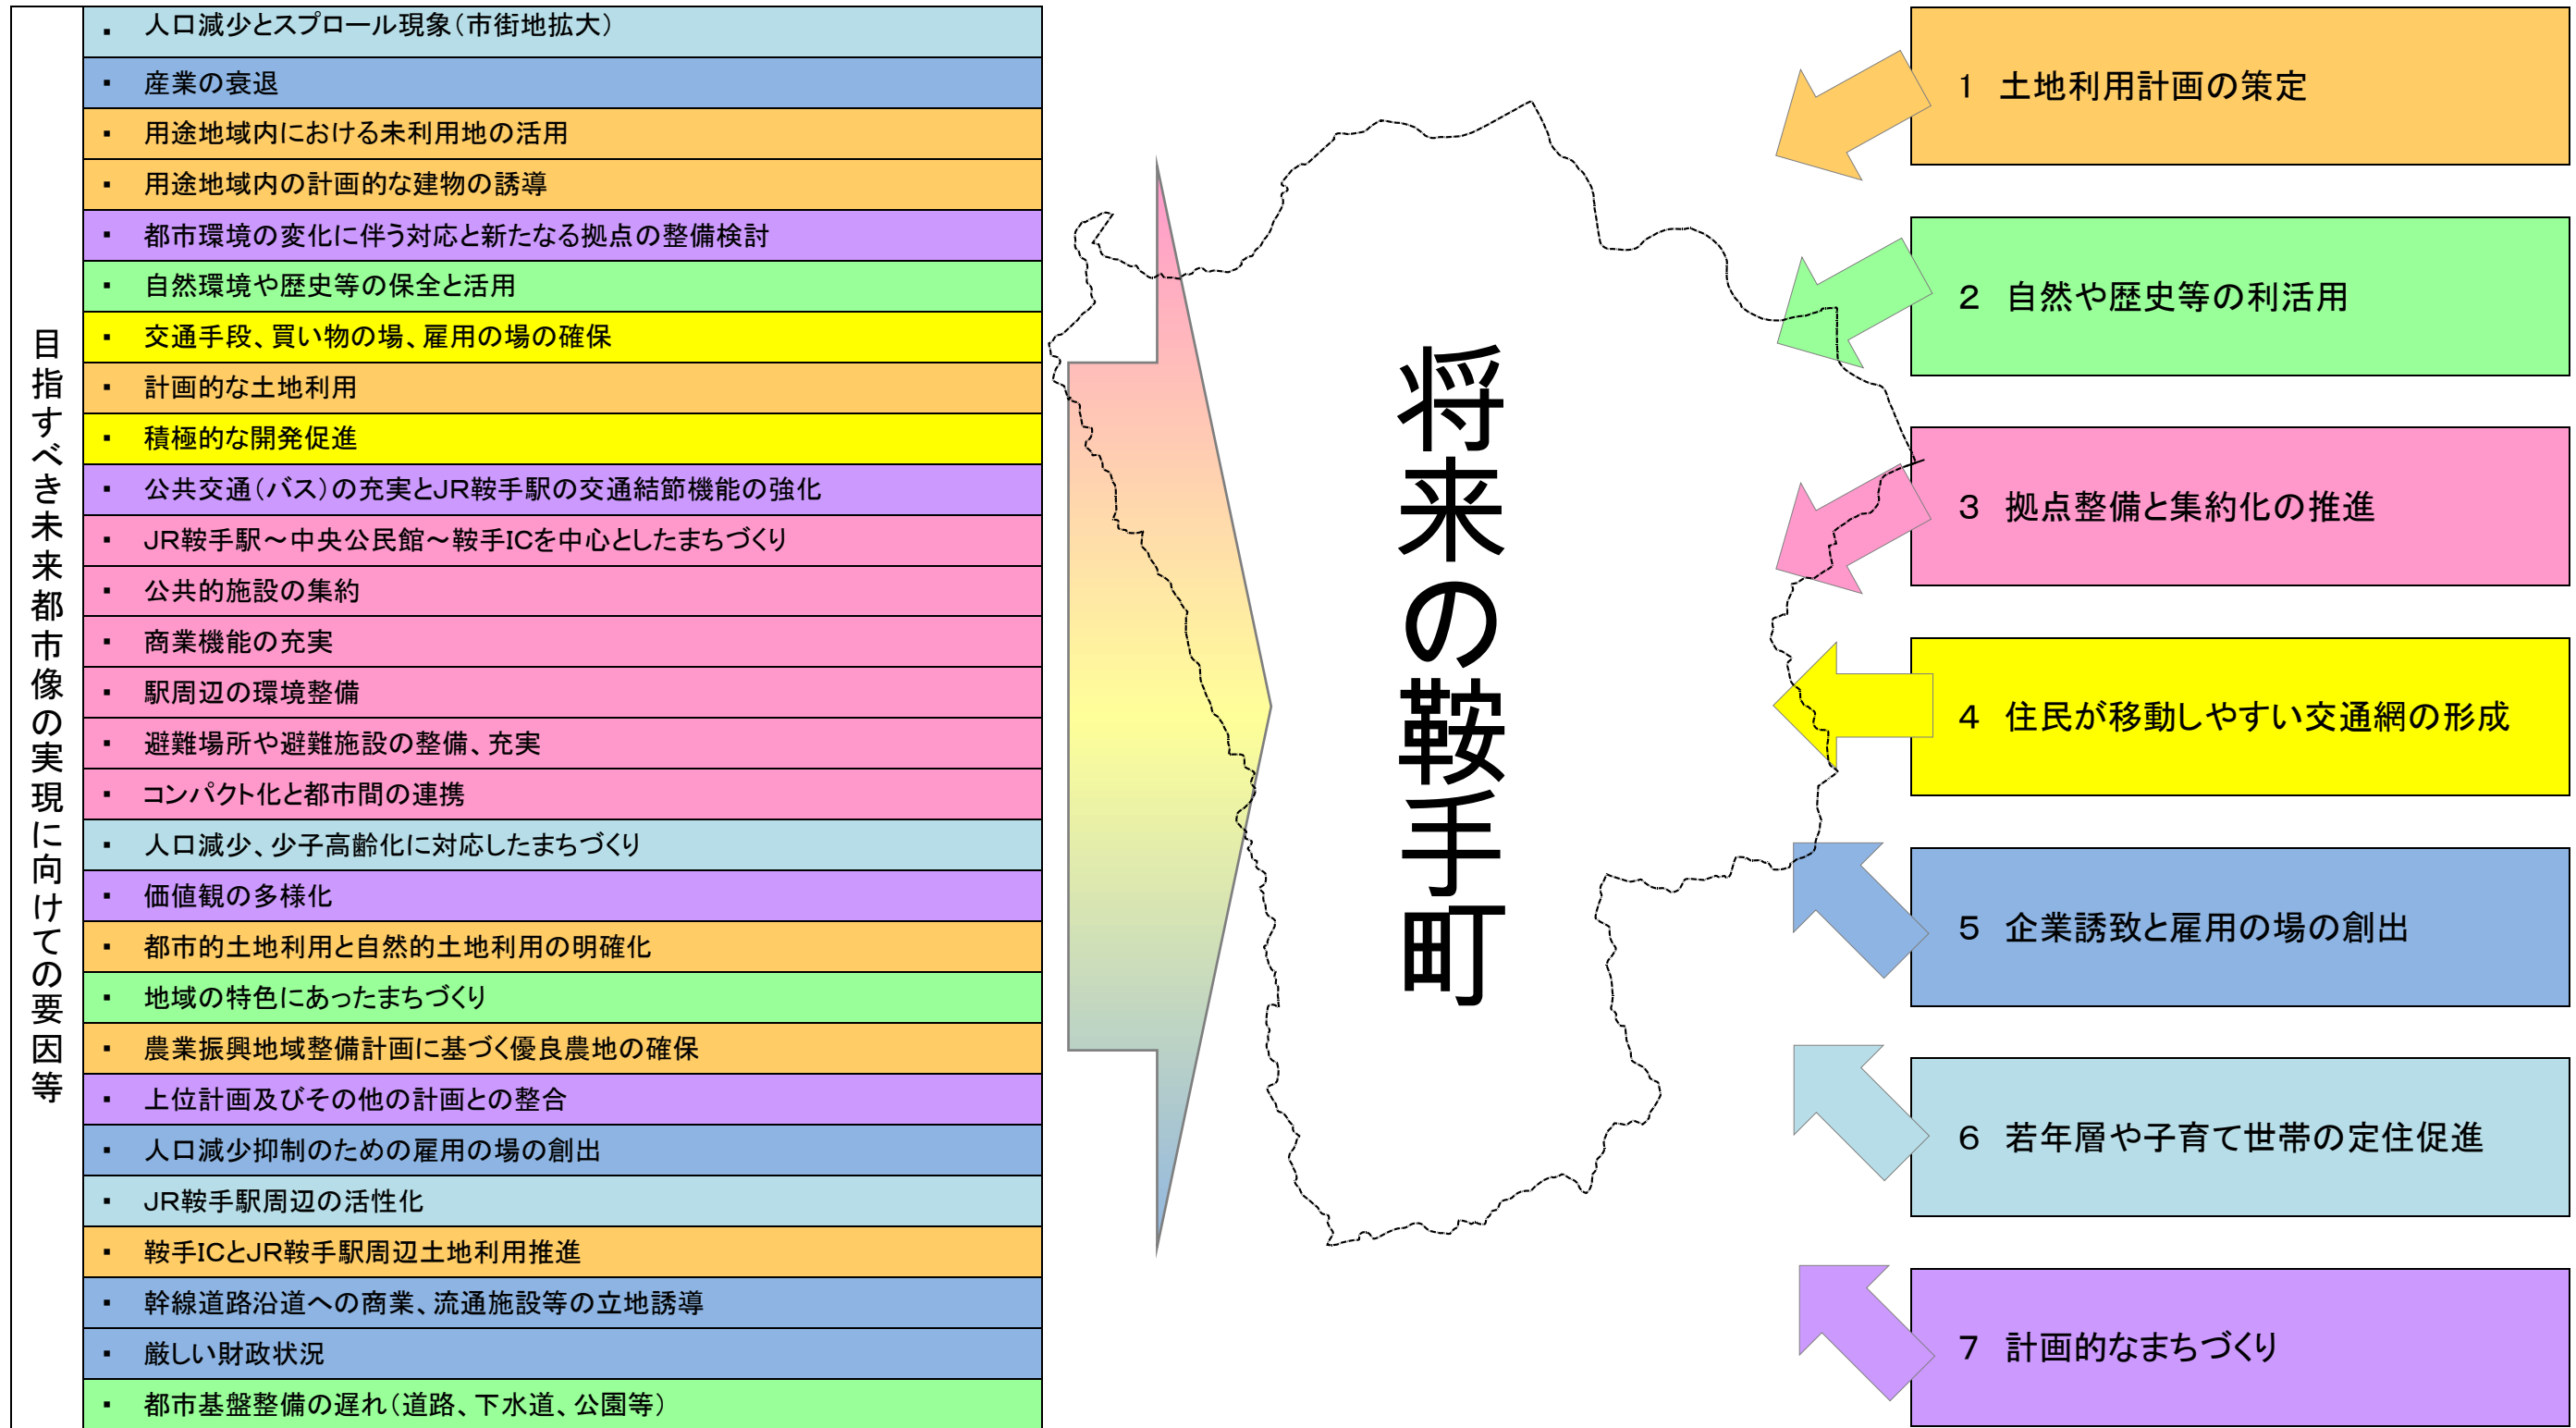 目指すべき未来都市像の実現に向けての要因等
▪ 人口減少とスプロール現象（市街地拡大）
▪ 産業の衰退
▪ 用途地域内における未利用地の活用
▪ 用途地域内の計画的な建物の誘導
▪ 都市環境の変化に伴う対応と新たなる拠点の整備検討
▪ 自然環境や歴史等の保全と活用
▪ 交通手段、買い物の場、雇用の場の確保
▪ 計画的な土地利用
▪ 積極的な開発促進
▪ 公共交通（バス）の充実とJR鞍手駅の交通結節機能の強化
▪ JR鞍手駅～中央公民館～鞍手ICを中心としたまちづくり
▪ 公共的施設の集約
▪ 商業機能の充実
▪ 駅周辺の環境整備
▪ 避難場所や避難施設の整備、充実
▪ コンパクト化と都市間の連携
▪ 人口減少、少子高齢化に対応したまちづくり
▪ 価値観の多様化
▪ 都市的土地利用と自然的土地利用の明確化
▪ 地域の特色にあったまちづくり
▪ 農業振興地域整備計画に基づく優良農地の確保
▪ 上位計画及びその他の計画との整合
▪ 人口減少抑制のための雇用の場の創出
▪ JR鞍手駅周辺の活性化
▪ 鞍手ICとJR鞍手駅周辺土地利用推進
▪ 幹線道路沿道への商業、流通施設等の立地誘導
▪ 厳しい財政状況
▪ 都市基盤整備の遅れ（道路、下水道、公園等）
将来の鞍手町
1 土地利用計画の策定
2 自然や歴史等の利活用
3 拠点整備と集約化の推進
4 住民が移動しやすい交通網の形成
5 企業誘致と雇用の場の創出
6 若年層や子育て世帯の定住促進
7 計画的なまちづくり